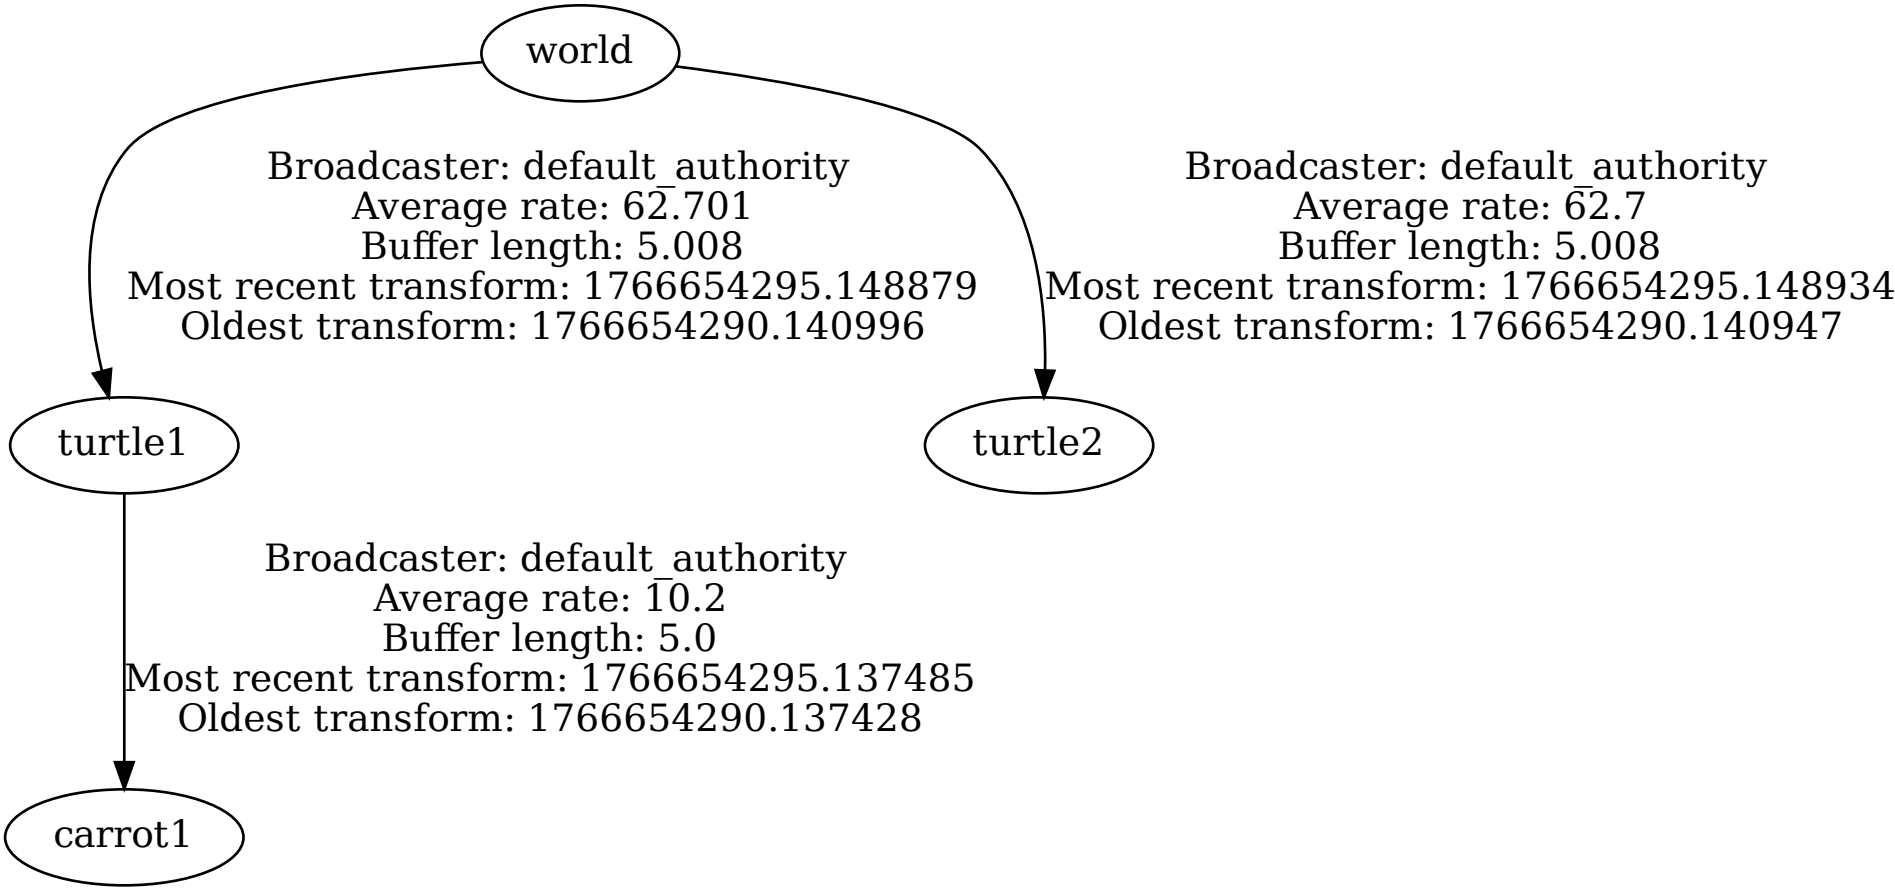 world
Broadcaster: default_authority
Average rate: 62.701
Buffer length: 5.008
Most recent transform: 1766654295.148879
Oldest transform: 1766654290.140996
Broadcaster: default_authority
Average rate: 62.7
Buffer length: 5.008
Most recent transform: 1766654295.148934
Oldest transform: 1766654290.140947
turtle1
turtle2
Broadcaster: default_authority
Average rate: 10.2
Buffer length: 5.0
Most recent transform: 1766654295.137485
Oldest transform: 1766654290.137428
carrot1